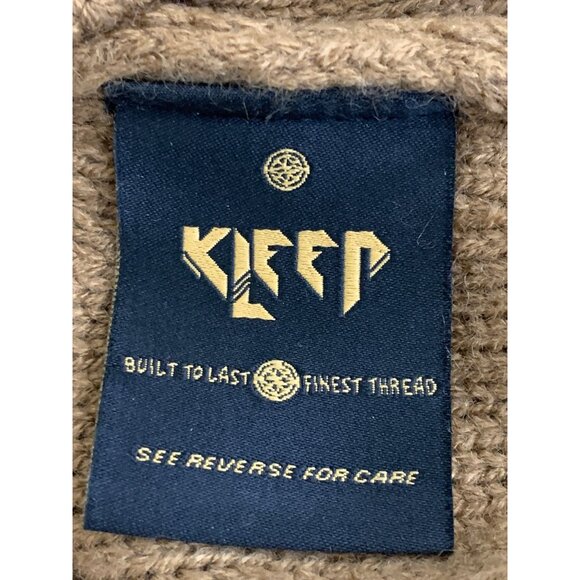 KLEEP
BUILT TO LAST FINEST THREAD
SEE REVERSE FOR CARE